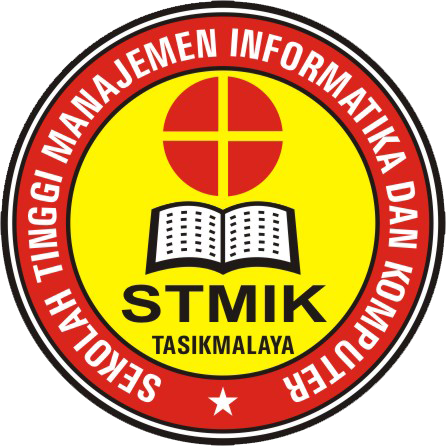 SEKOLAH TINGGI MANAJEMEN INFORMATIKA DAN KOMPUTER
STMIK
TASIKMALAYA